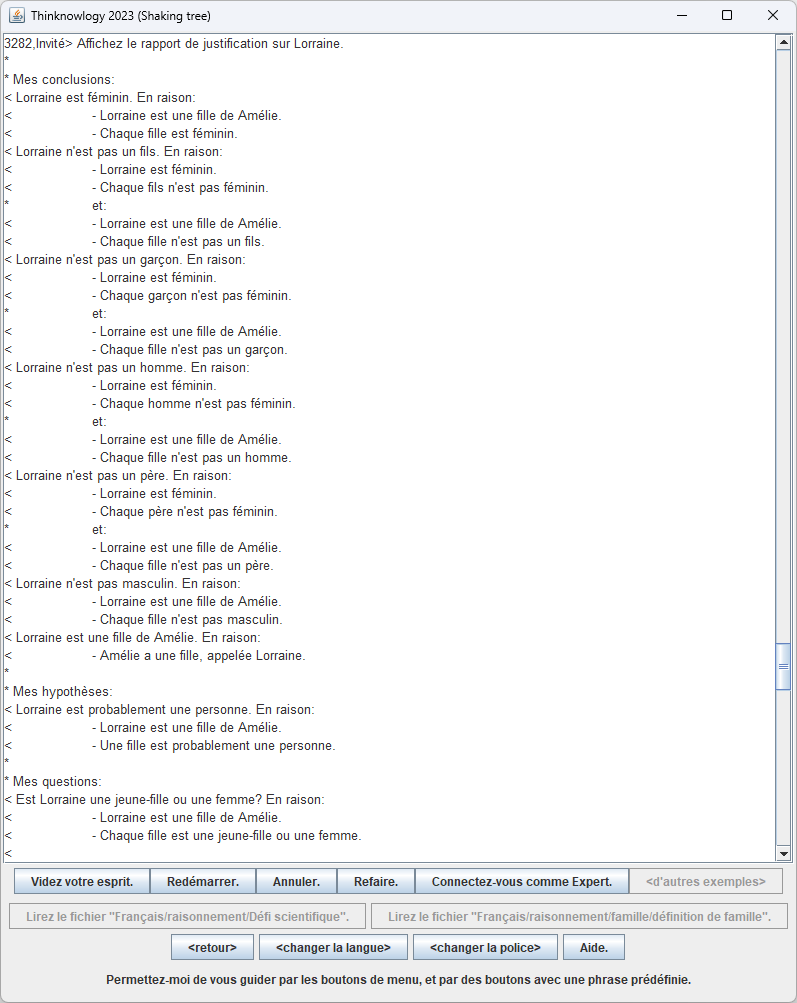 Thinknowlogy 2023 (Shaking tree)
3282,Invité> Affichez le rapport de justification sur Lorraine.
*
* Mes conclusions:
< Lorraine est féminin. En raison:
< - Lorraine est une fille de Amélie.
< - Chaque fille est féminin.
< Lorraine n'est pas un fils. En raison:
< - Lorraine est féminin.
< - Chaque fils n'est pas féminin.
* et:
< - Lorraine est une fille de Amélie.
< - Chaque fille n'est pas un fils.
< Lorraine n'est pas un garçon. En raison:
< - Lorraine est féminin.
< - Chaque garçon n'est pas féminin.
* et:
< - Lorraine est une fille de Amélie.
< - Chaque fille n'est pas un garçon.
< Lorraine n'est pas un homme. En raison:
< - Lorraine est féminin.
< - Chaque homme n'est pas féminin.
* et:
< - Lorraine est une fille de Amélie.
< - Chaque fille n'est pas un homme.
< Lorraine n'est pas un père. En raison:
< - Lorraine est féminin.
< - Chaque père n'est pas féminin.
* et:
< - Lorraine est une fille de Amélie.
< - Chaque fille n'est pas un père.
< Lorraine n'est pas masculin. En raison:
< - Lorraine est une fille de Amélie.
< - Chaque fille n'est pas masculin.
< Lorraine est une fille de Amélie. En raison:
< - Amélie a une fille, appelée Lorraine.
*
* Mes hypothèses:
< Lorraine est probablement une personne. En raison:
< - Lorraine est une fille de Amélie.
< - Une fille est probablement une personne.
*
* Mes questions:
< Est Lorraine une jeune-fille ou une femme? En raison:
< - Lorraine est une fille de Amélie.
< - Chaque fille est une jeune-fille ou une femme.
<
Videz votre esprit. Redémarrer. Annuler. Refaire. Connectez-vous comme Expert. <d'autres exemples>
Lirez le fichier "Français/raisonnement/Défi scientifique". Lirez le fichier "Français/raisonnement/famille/définition de famille".
<retour> <changer la langue> <changer la police> Aide.
Permettez-moi de vous guider par les boutons de menu, et par des boutons avec une phrase prédéfinie.